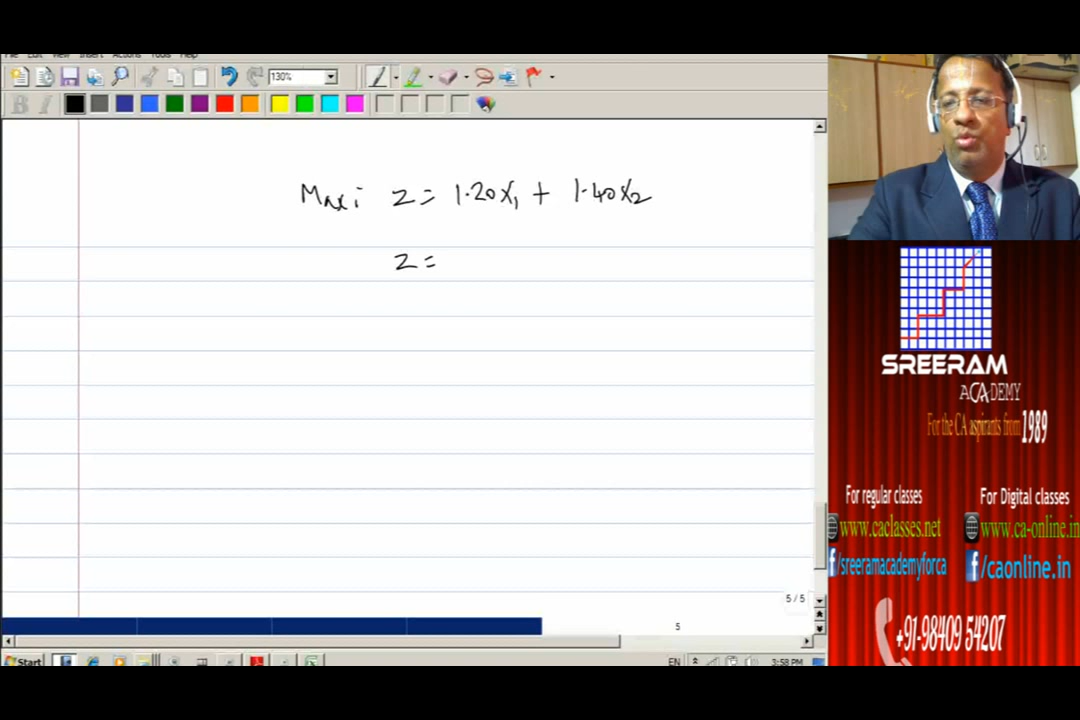 130%
B I
Maxi Z = 1.20x₁ + 1.40x₂
Z =
5 / 5
5
Start
EN
3:58 PM
SREERAM
ACADEMY
For the CA aspirants from 1989
For regular classes
www.caclasses.net
/sreeramacademyforca
For Digital classes
www.ca-online.in
/caonline.in
+91-98409 54207